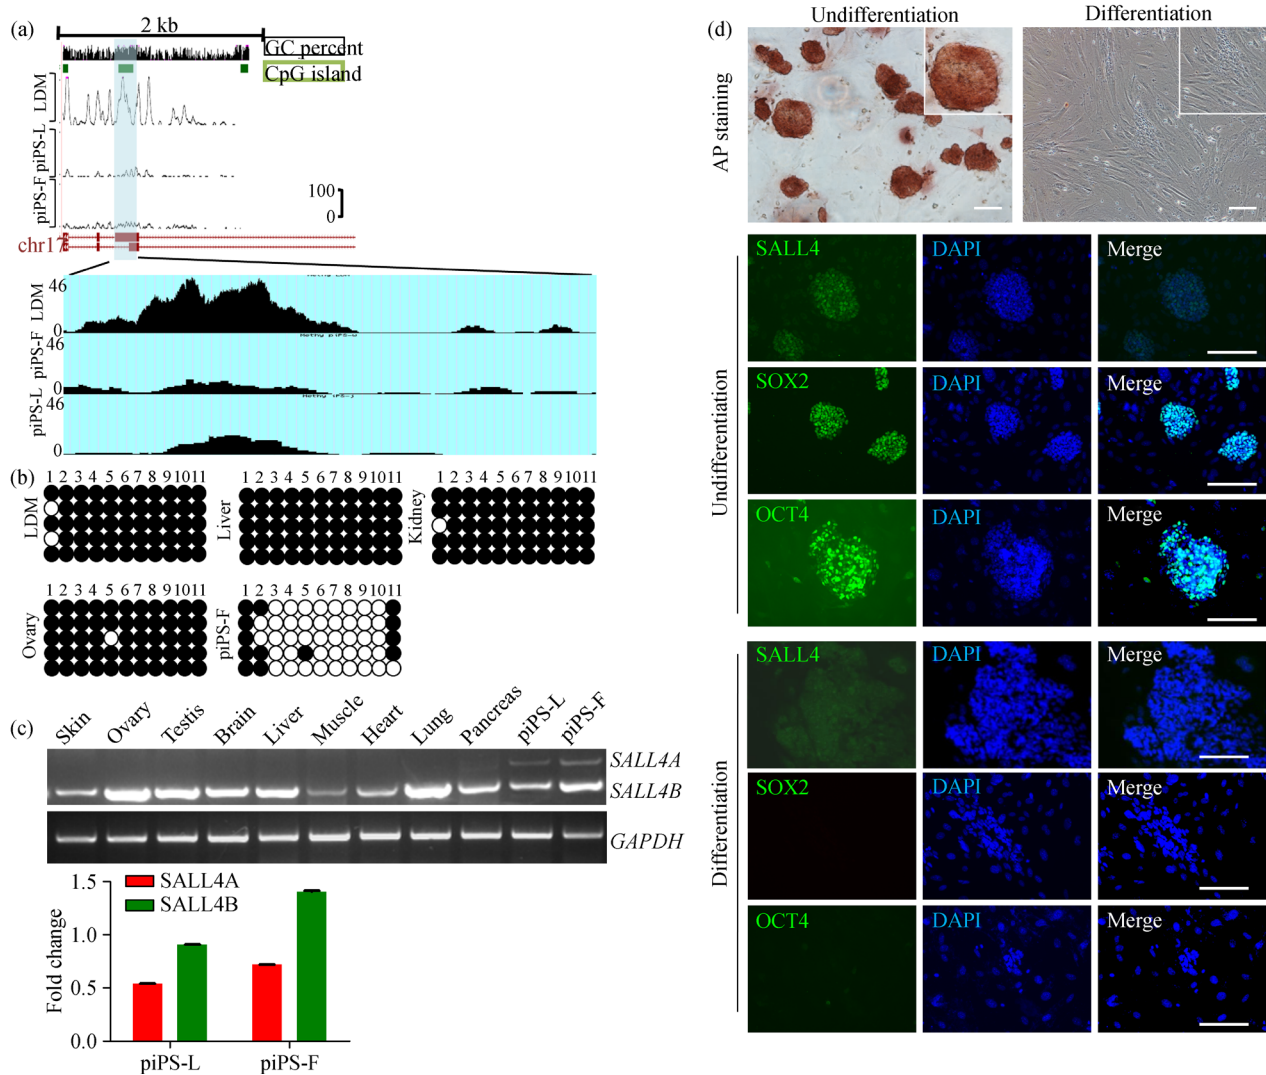 (a)
2 kb
GC percent
CpG island
LDM
piPS-L
piPS-F
100
0
chr17
46
LDM
0
46
piPS-F
0
46
piPS-L
0
(b)
1 2 3 4 5 6 7 8 9 10 11
LDM
1 2 3 4 5 6 7 8 9 10 11
Liver
1 2 3 4 5 6 7 8 9 10 11
Kidney
1 2 3 4 5 6 7 8 9 10 11
Ovary
1 2 3 4 5 6 7 8 9 10 11
piPS-F
(c)
Skin Ovary Testis Brain Liver Muscle Heart Lung Pancreas piPS-L piPS-F
SALL4A
SALL4B
GAPDH
Fold change
1.5
1.0
0.5
0.0
SALL4A
SALL4B
piPS-L piPS-F
(d)
Undifferentiation Differentiation
AP staining
Undifferentiation
SALL4 DAPI Merge
SOX2 DAPI Merge
OCT4 DAPI Merge
Differentiation
SALL4 DAPI Merge
SOX2 DAPI Merge
OCT4 DAPI Merge